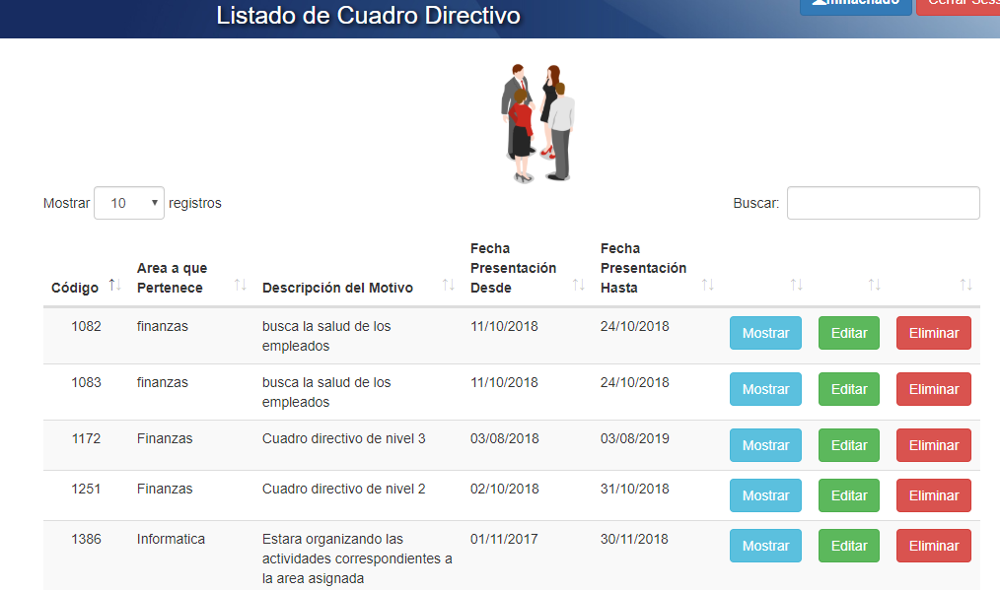 Listado de Cuadro Directivo
mmachado
Cerrar Sess
Mostrar 10 registros
Buscar:
Código
Area a que
Pertenece
Descripción del Motivo
Fecha
Presentación
Desde
Fecha
Presentación
Hasta
1082 finanzas busca la salud de los 11/10/2018 24/10/2018 Mostrar Editar Eliminar
empleados
1083 finanzas busca la salud de los 11/10/2018 24/10/2018 Mostrar Editar Eliminar
empleados
1172 Finanzas Cuadro directivo de nivel 3 03/08/2018 03/08/2019 Mostrar Editar Eliminar
1251 Finanzas Cuadro directivo de nivel 2 02/10/2018 31/10/2018 Mostrar Editar Eliminar
1386 Informatica Estara organizando las 01/11/2017 30/11/2018 Mostrar Editar Eliminar
actividades correspondientes a
la area asignada